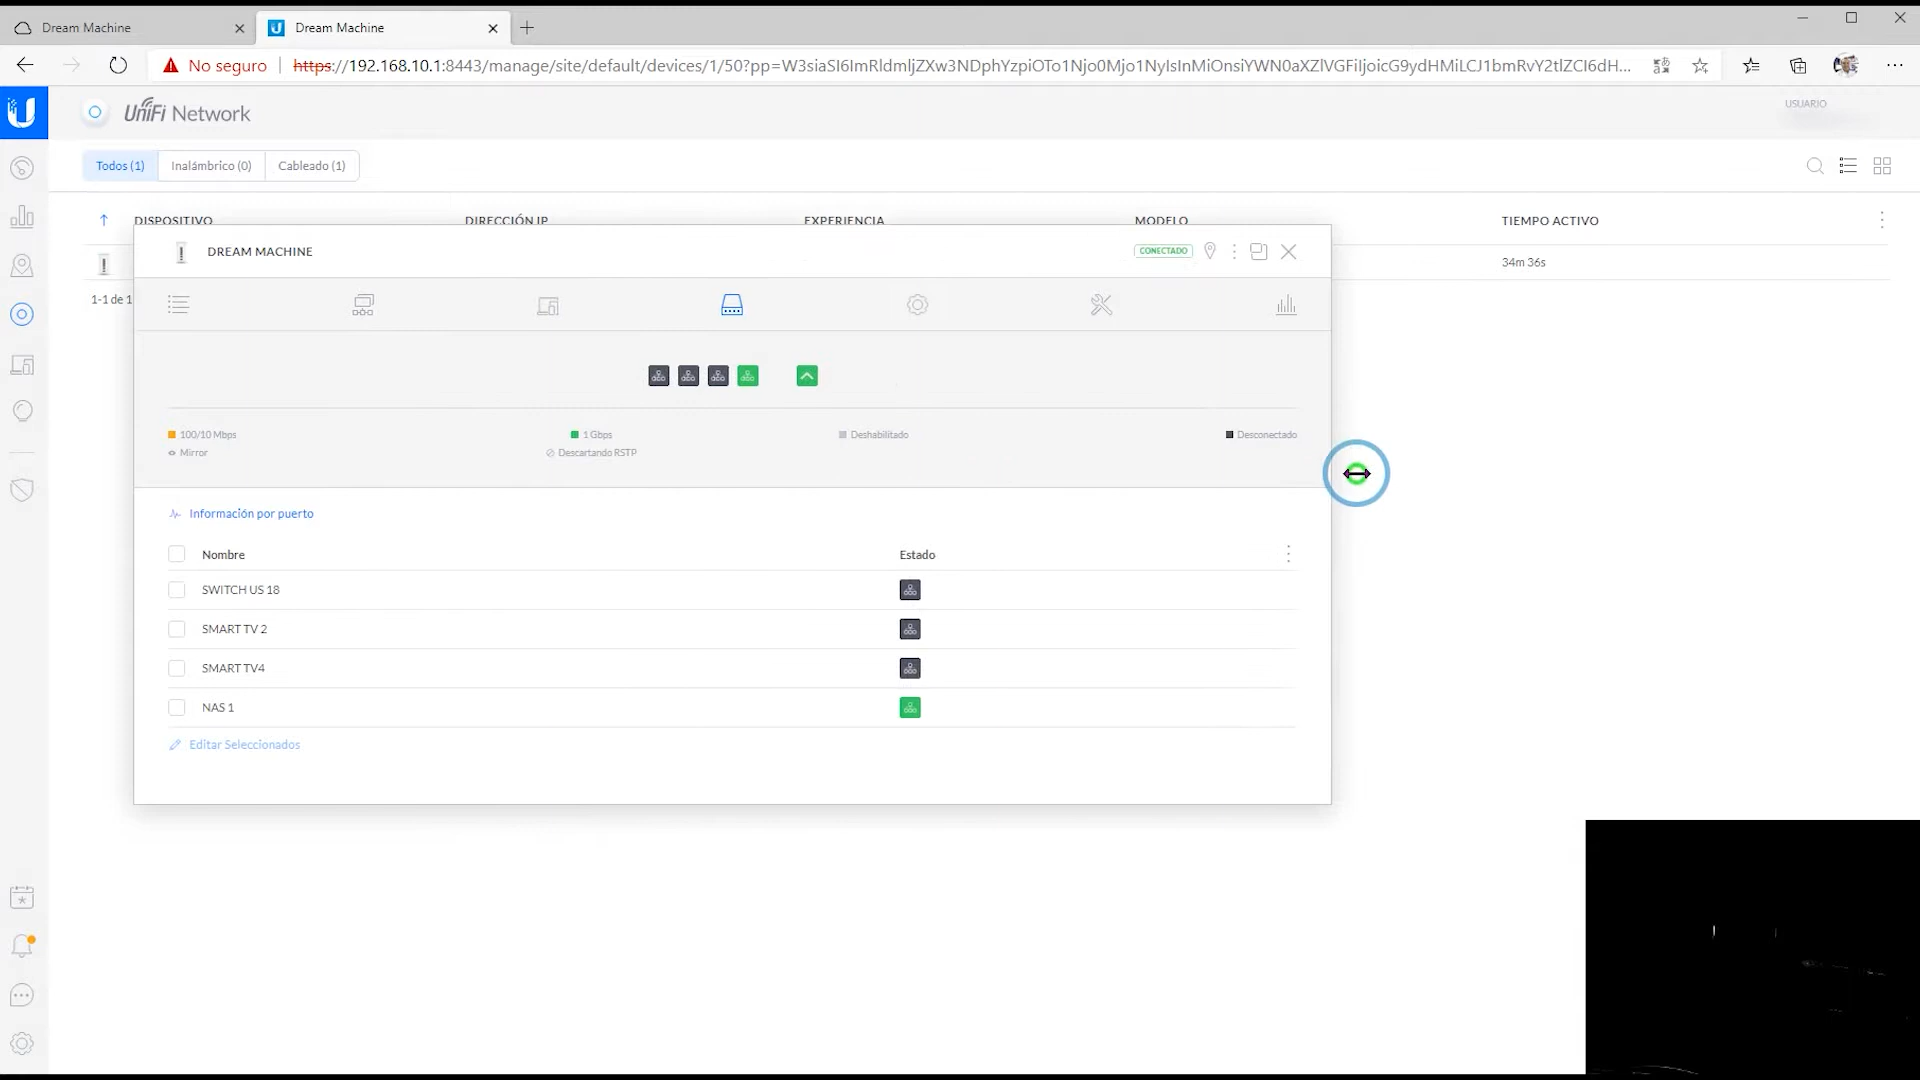 Dream Machine
Dream Machine
No seguro
https://192.168.10.1:8443/manage/site/default/devices/1/50?pp=W3siaSI6ImRldmljZXw3NDphYzpiOTo1Njo0Mjo1NyIsInMiOnsiYWN0aXZlVGFiIjoicG9ydHMiLCJ1bmRvY2tlZCI6dH...
UniFi Network
USUARIO
Todos (1)
Inalámbrico (0)
Cableado (1)
DISPOSITIVO
DIRECCIÓN IP
EXPERIENCIA
MODELO
TIEMPO ACTIVO
DREAM MACHINE
CONECTADO
34m 36s
1-1 de 1
100/10 Mbps
1 Gbps
Deshabilitado
Desconectado
Mirror
Descartando RSTP
Información por puerto
Nombre
Estado
SWITCH US 18
SMART TV 2
SMART TV4
NAS 1
Editar Seleccionados